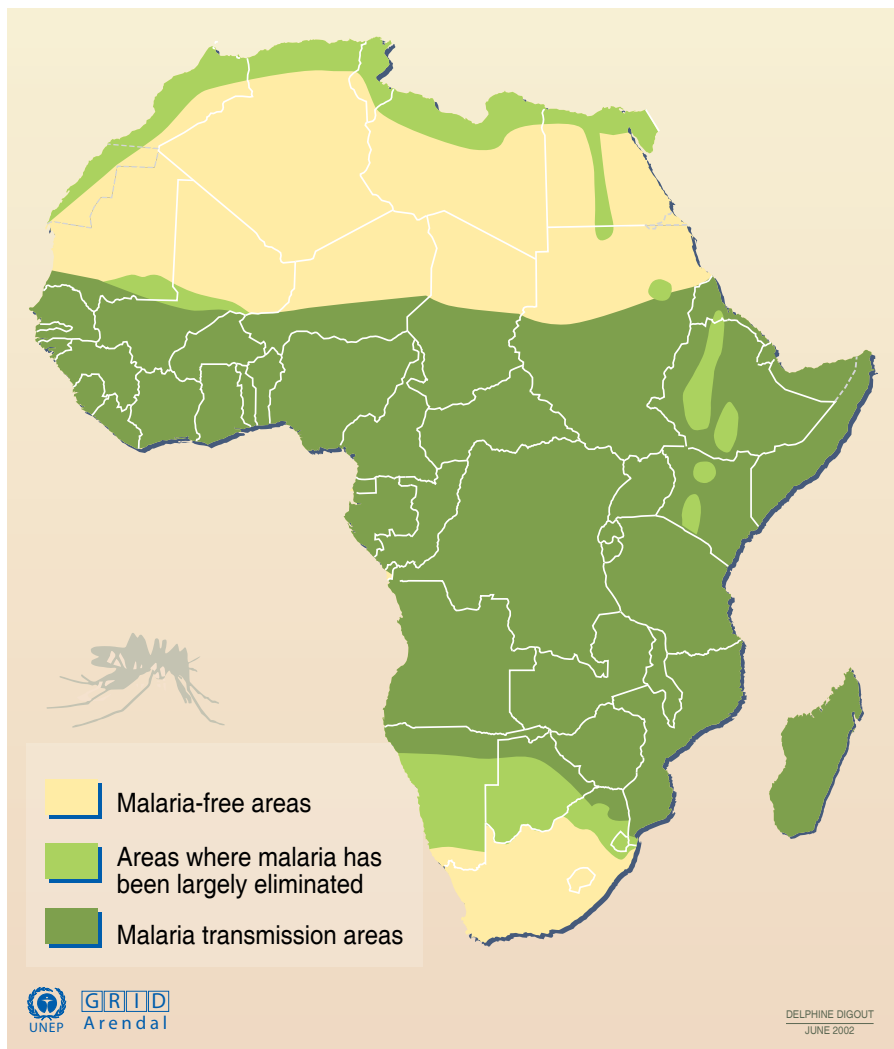 Malaria-free areas
Areas where malaria has
been largely eliminated
Malaria transmission areas
UNEP
GRID
Arendal
DELPHINE DIGOUT
JUNE 2002